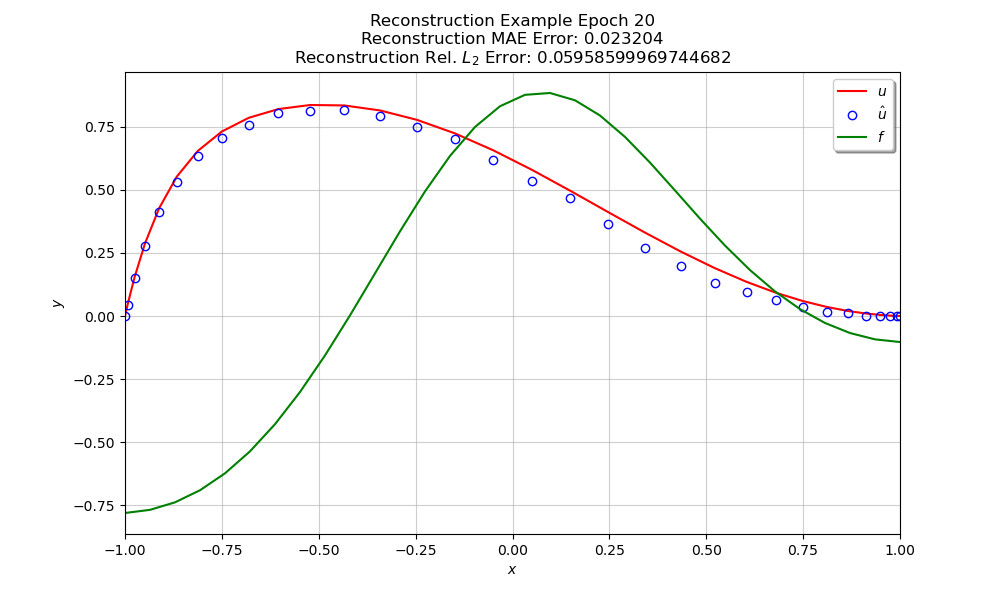 Reconstruction Example Epoch 20
Reconstruction MAE Error: 0.023204
Reconstruction Rel. $L_2$ Error: 0.05958599969744682
u
û
f
y
0.75
0.50
0.25
0.00
−0.25
−0.50
−0.75
−1.00 −0.75 −0.50 −0.25 0.00 0.25 0.50 0.75 1.00
x